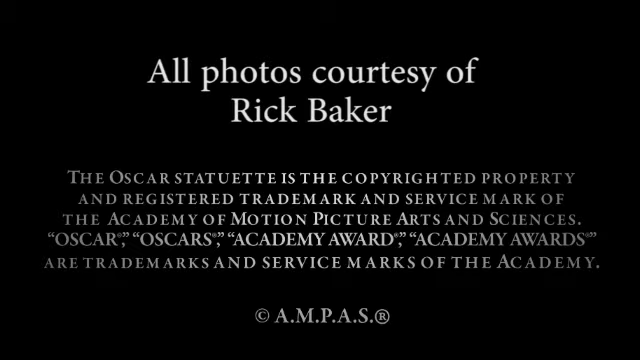 All photos courtesy of
Rick Baker
THE OSCAR STATUETTE IS THE COPYRIGHTED PROPERTY
AND REGISTERED TRADEMARK AND SERVICE MARK OF
THE ACADEMY OF MOTION PICTURE ARTS AND SCIENCES.
“OSCAR®,” “OSCARS®,” “ACADEMY AWARD®,” “ACADEMY AWARDS®”
ARE TRADEMARKS AND SERVICE MARKS OF THE ACADEMY.
© A.M.P.A.S.®